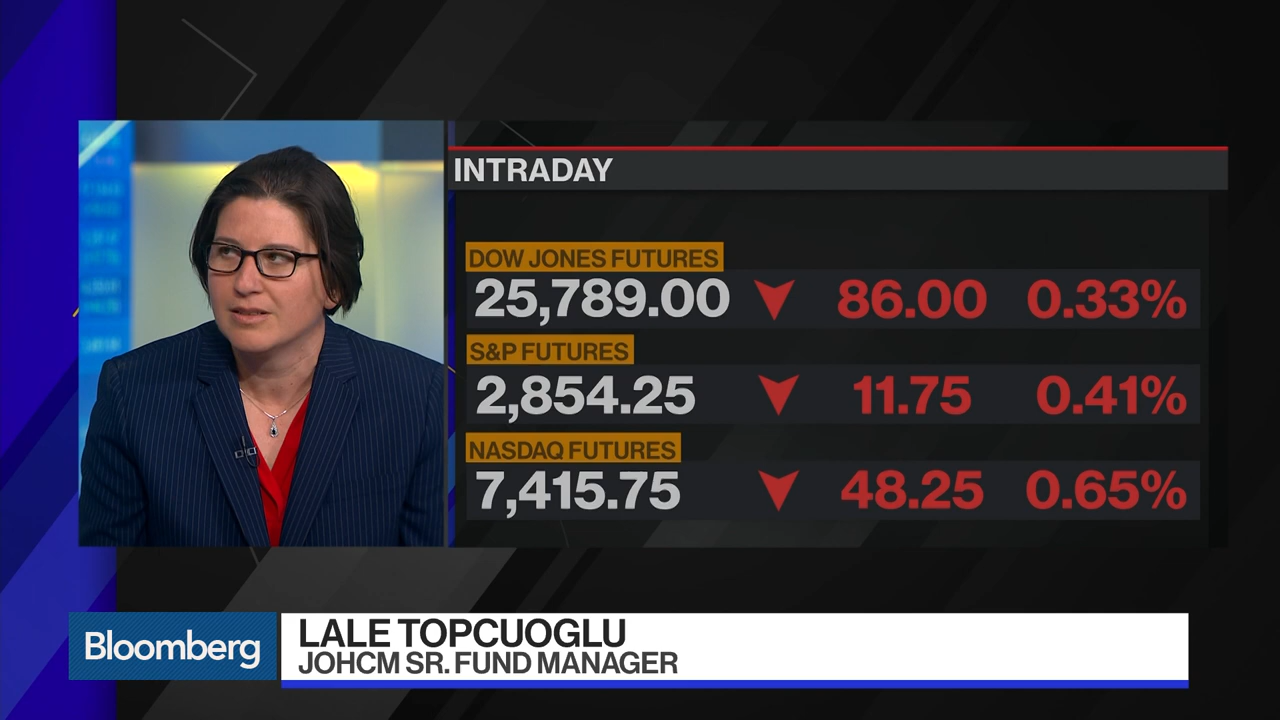 INTRADAY
DOW JONES FUTURES
25,789.00 86.00 0.33%
S&P FUTURES
2,854.25 11.75 0.41%
NASDAQ FUTURES
7,415.75 48.25 0.65%
Bloomberg
LALE TOPCUOGLU
JOHCM SR. FUND MANAGER